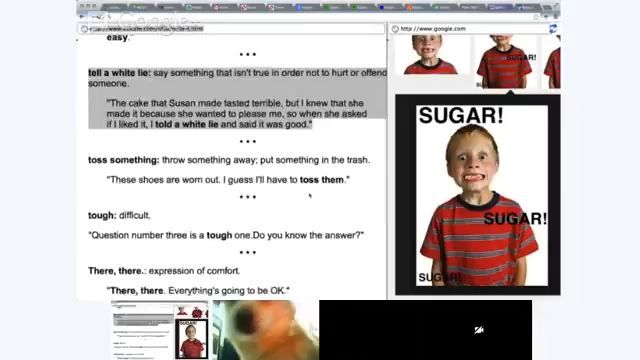 easy.
• • •
tell a white lie: say something that isn't true in order not to hurt or offend
someone.
"The cake that Susan made tasted terrible, but I knew that she
made it because she wanted to please me, so when she asked
if I liked it, I told a white lie and said it was good."
• • •
toss something: throw something away; put something in the trash.
"These shoes are worn out. I guess I'll have to toss them."
• • •
tough: difficult.
"Question number three is a tough one.Do you know the answer?"
• • •
There, there.: expression of comfort.
"There, there. Everything's going to be OK."
http://www.google.com
SUGAR!
SUGAR!
SUGAR!
SUGAR!